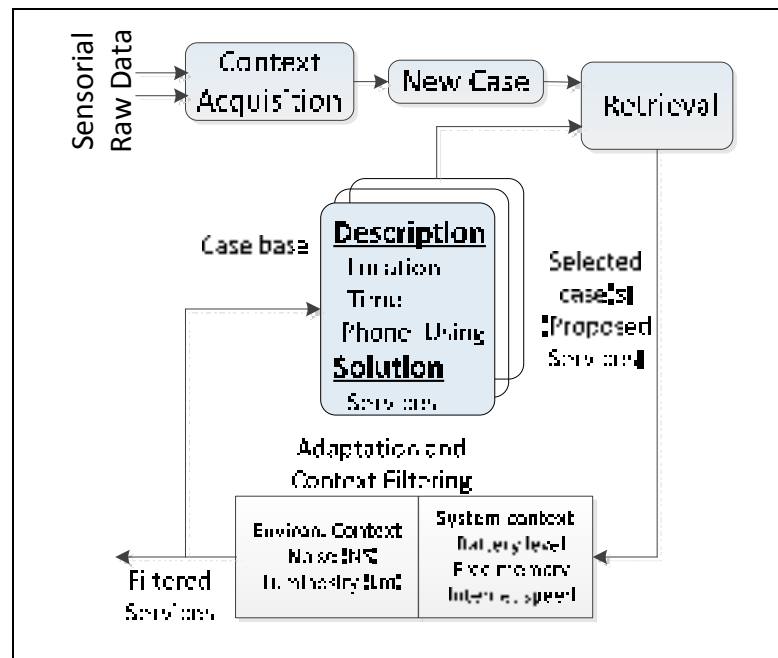 Sensorial
Raw Data
Context
Acquisition
New Case
Retrieval
Case base
Description
Location
Time
Phone Using
Solution
Services
Selected
case(s)
(Proposed
Services)
Adaptation and
Context Filtering
Environ. Context
Noise
Luminosity
System context
Battery level
Free memory
Internet speed
Filtered
Services